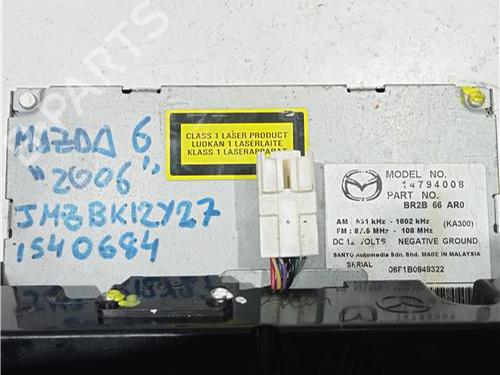 MAZDA 6
"2006"
JMZBK12Y27
1540684
CLASS 1 LASER PRODUCT
LUOKAN 1 LASERLAITE
KLASS 1 LASERAPPARAT
MODEL NO.
14794008
PART NO.
BR2B 66 AR0
AM : 531 kHz - 1602 kHz (KA300)
FM : 87.5 MHz - 108 MHz
DC 12 VOLTS NEGATIVE GROUND
SANYO Automedia Sdn. Bhd. MADE IN MALAYSIA
SERIAL 06F1B0848322
PARTS